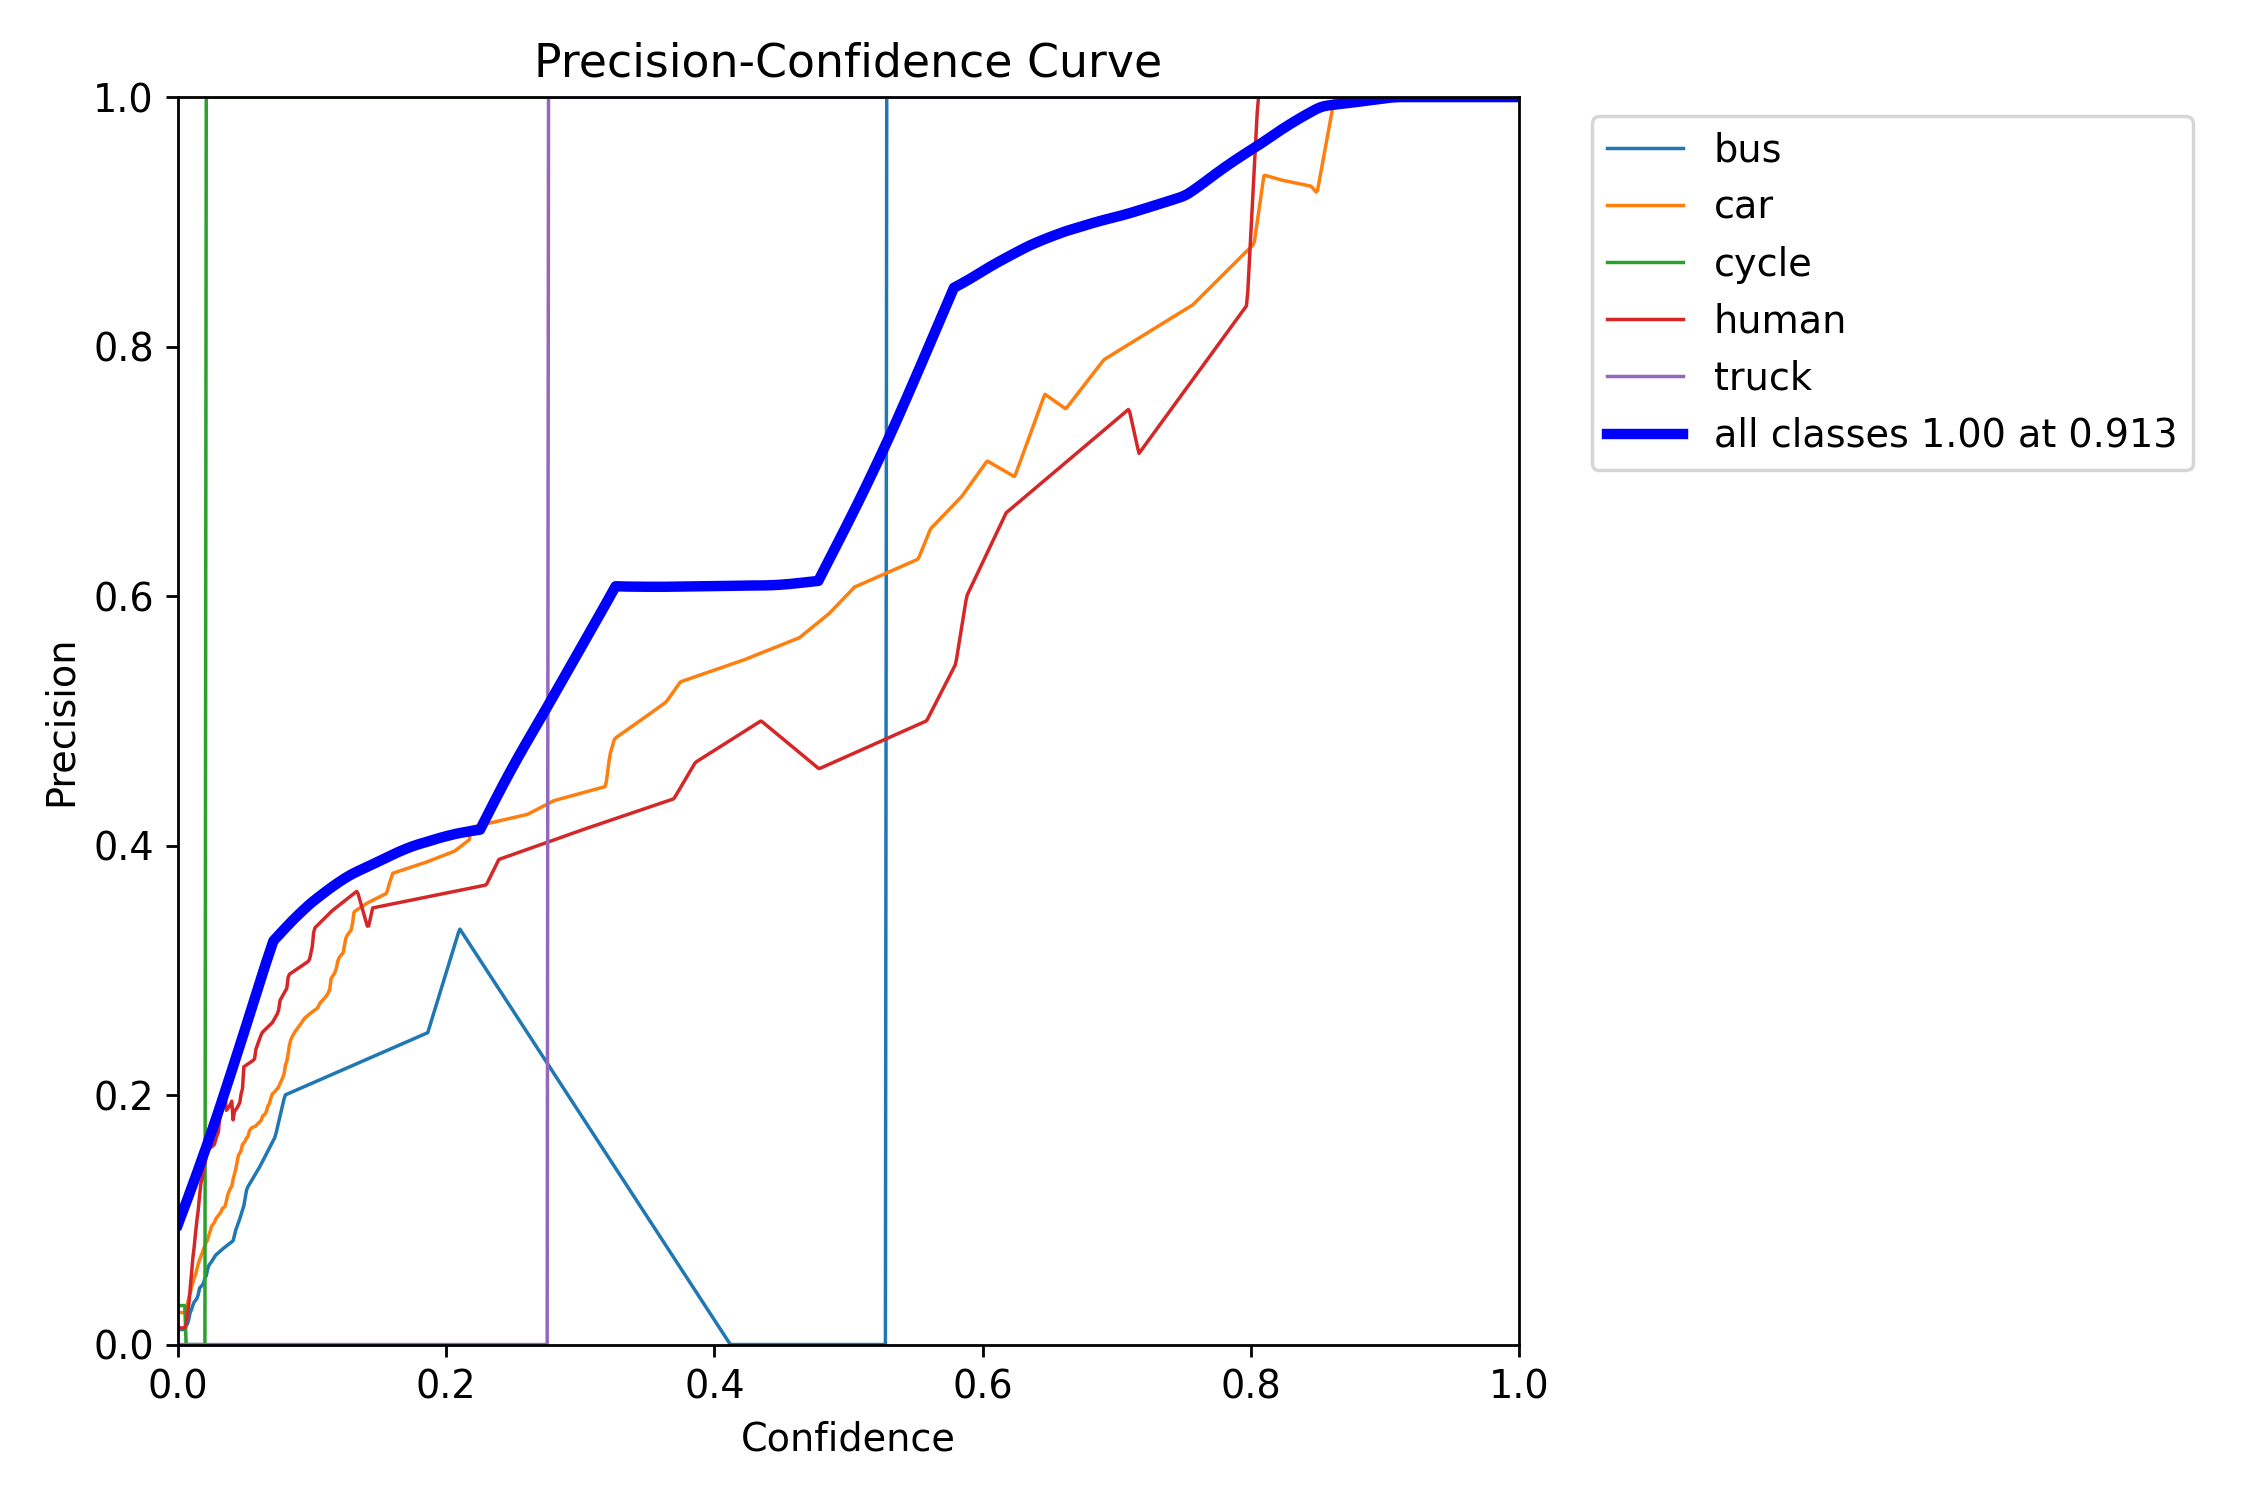 Precision-Confidence Curve
1.0
0.8
0.6
0.4
0.2
0.0
Precision
0.0 0.2 0.4 0.6 0.8 1.0
Confidence
bus
car
cycle
human
truck
all classes 1.00 at 0.913